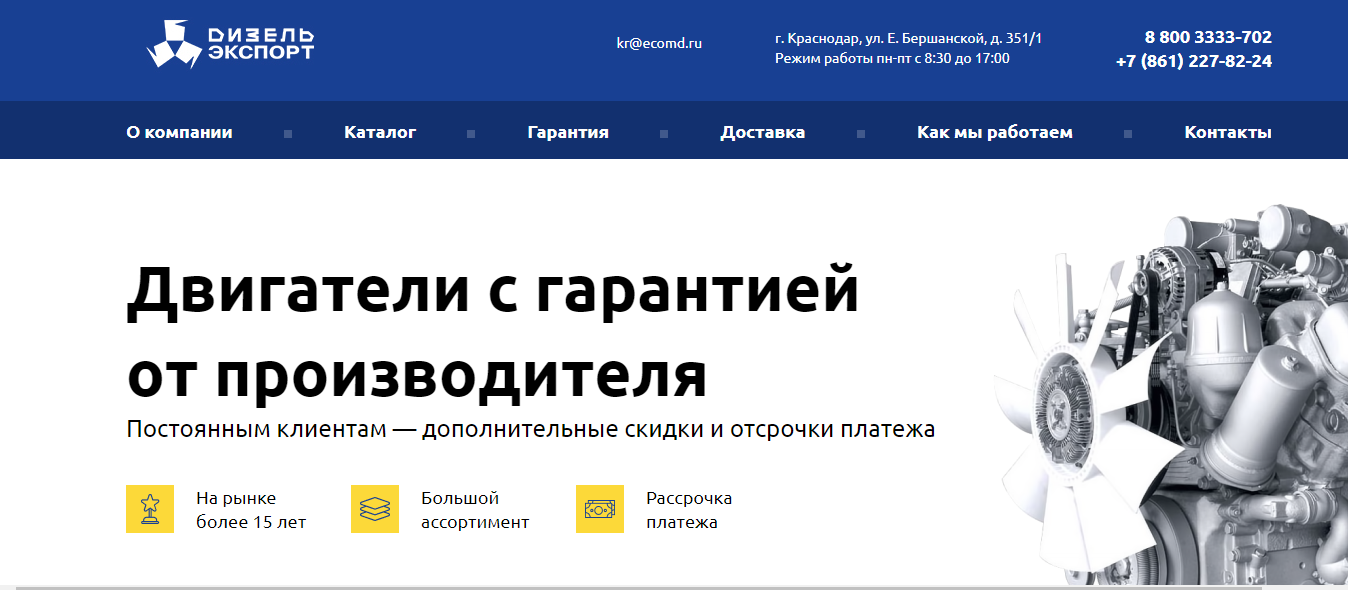 DИЗЕЛЬ
ЭКСПОРТ
kr@ecomd.ru
г. Краснодар, ул. Е. Бершанской, д. 351/1
Режим работы пн-пт с 8:30 до 17:00
8 800 3333-702
+7 (861) 227-82-24
О компании
Каталог
Гарантия
Доставка
Как мы работаем
Контакты
Двигатели с гарантией
от производителя
Постоянным клиентам — дополнительные скидки и отсрочки платежа
На рынке
более 15 лет
Большой
ассортимент
Рассрочка
платежа